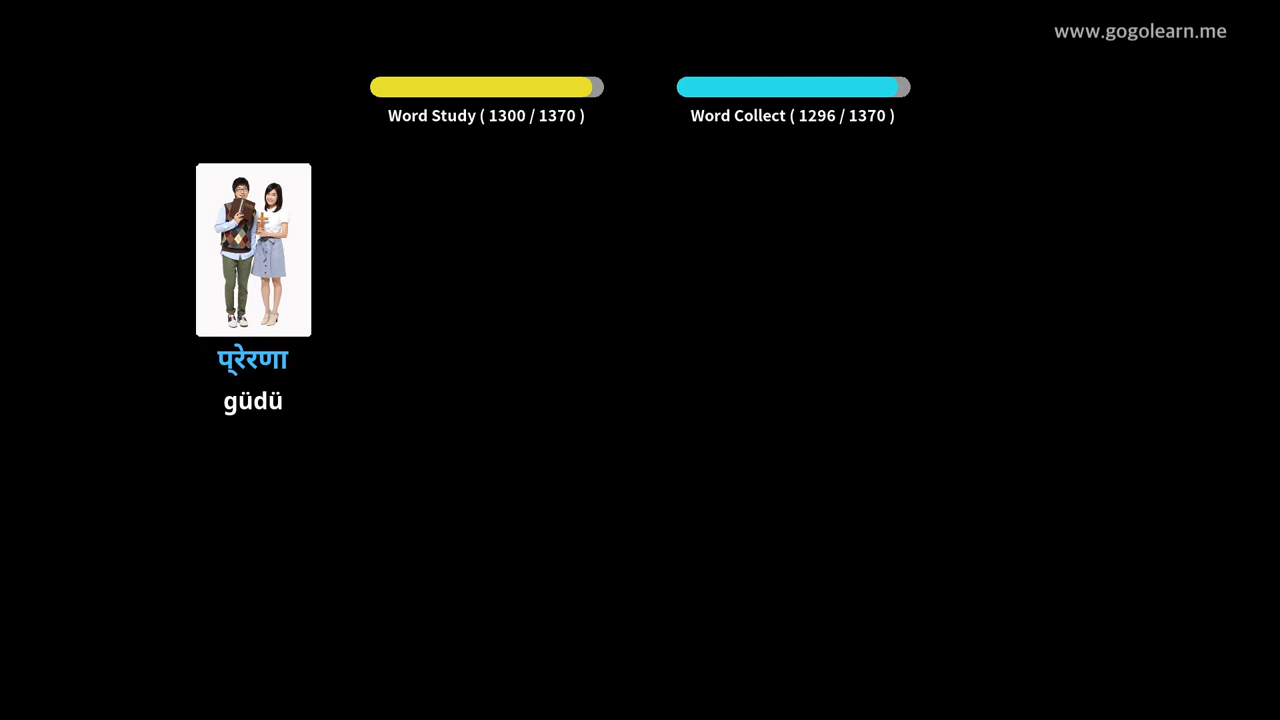 www.gogolearn.me
Word Study ( 1300 / 1370 )
Word Collect ( 1296 / 1370 )
प्रेरणा
güdü